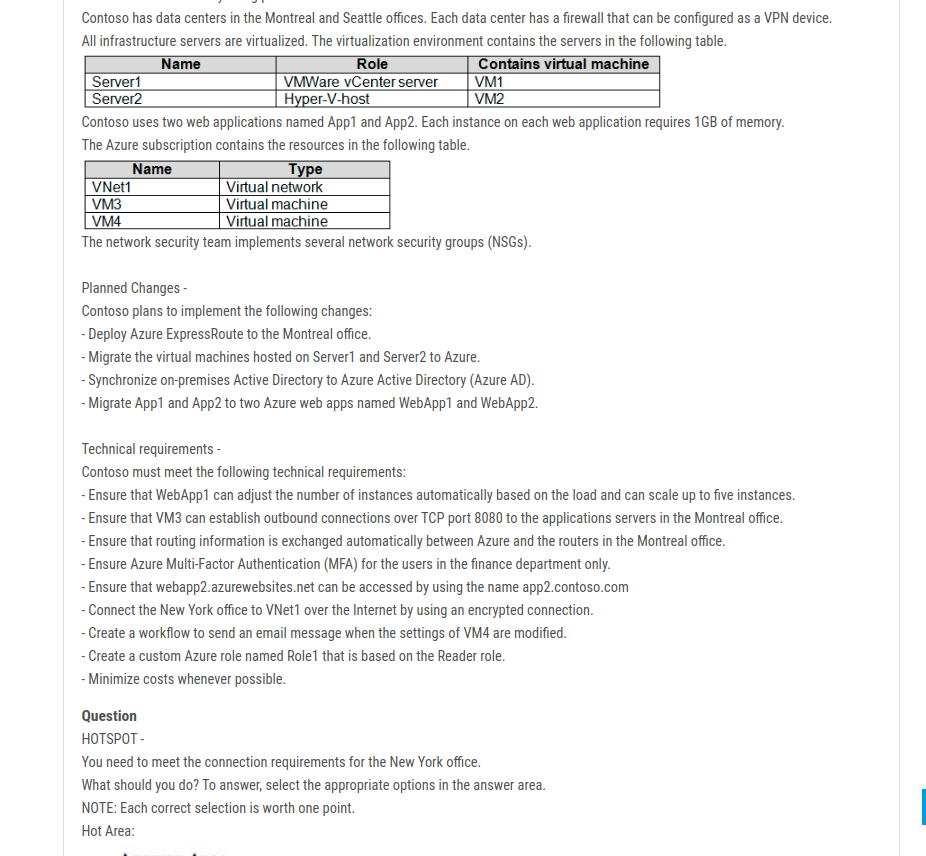 Contoso has data centers in the Montreal and Seattle offices. Each data center has a firewall that can be configured as a VPN device.
All infrastructure servers are virtualized. The virtualization environment contains the servers in the following table.
Name Role Contains virtual machine
Server1 VMWare vCenter server VM1
Server2 Hyper-V-host VM2
Contoso uses two web applications named App1 and App2. Each instance on each web application requires 1GB of memory.
The Azure subscription contains the resources in the following table.
Name Type
VNet1 Virtual network
VM3 Virtual machine
VM4 Virtual machine
The network security team implements several network security groups (NSGs).
Planned Changes -
Contoso plans to implement the following changes:
- Deploy Azure ExpressRoute to the Montreal office.
- Migrate the virtual machines hosted on Server1 and Server2 to Azure.
- Synchronize on-premises Active Directory to Azure Active Directory (Azure AD).
- Migrate App1 and App2 to two Azure web apps named WebApp1 and WebApp2.
Technical requirements -
Contoso must meet the following technical requirements:
- Ensure that WebApp1 can adjust the number of instances automatically based on the load and can scale up to five instances.
- Ensure that VM3 can establish outbound connections over TCP port 8080 to the applications servers in the Montreal office.
- Ensure that routing information is exchanged automatically between Azure and the routers in the Montreal office.
- Ensure Azure Multi-Factor Authentication (MFA) for the users in the finance department only.
- Ensure that webapp2.azurewebsites.net can be accessed by using the name app2.contoso.com
- Connect the New York office to VNet1 over the Internet by using an encrypted connection.
- Create a workflow to send an email message when the settings of VM4 are modified.
- Create a custom Azure role named Role1 that is based on the Reader role.
- Minimize costs whenever possible.
Question
HOTSPOT -
You need to meet the connection requirements for the New York office.
What should you do? To answer, select the appropriate options in the answer area.
NOTE: Each correct selection is worth one point.
Hot Area: